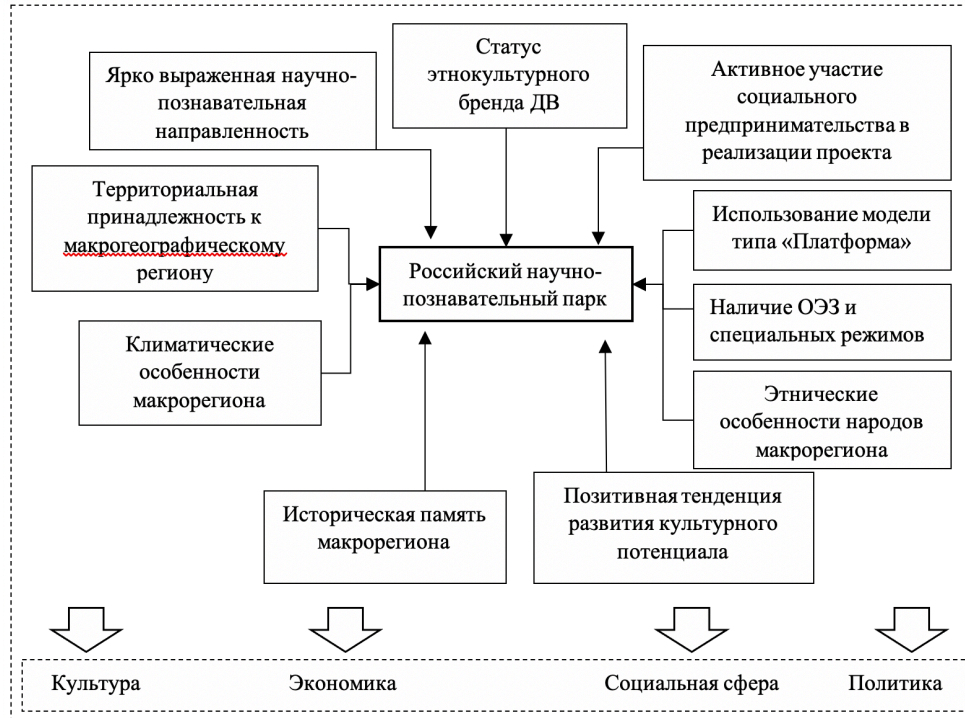 Ярко выраженная научно-
познавательная
направленность
Статус
этнокультурного
бренда ДВ
Активное участие
социального
предпринимательства в
реализации проекта
Территориальная
принадлежность к
макрогеографическому
региону
Использование модели
типа «Платформа»
Российский научно-
познавательный парк
Наличие ОЭЗ и
специальных режимов
Климатические
особенности
макрорегиона
Этнические
особенности народов
макрорегиона
Историческая память
макрорегиона
Позитивная тенденция
развития культурного
потенциала
Культура
Экономика
Социальная сфера
Политика